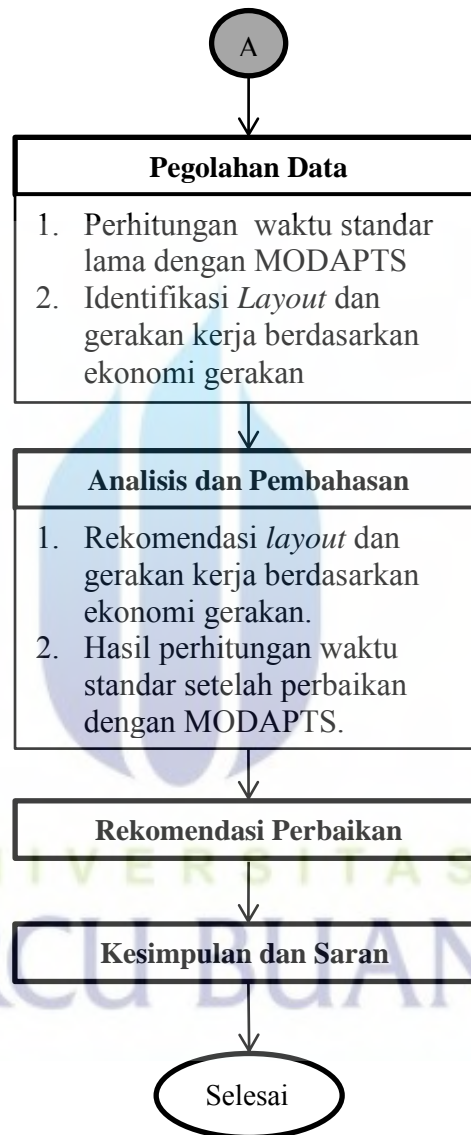 A
Pegolahan Data
1. Perhitungan waktu standar
lama dengan MODAPTS
2. Identifikasi Layout dan
gerakan kerja berdasarkan
ekonomi gerakan
Analisis dan Pembahasan
1. Rekomendasi layout dan
gerakan kerja berdasarkan
ekonomi gerakan.
2. Hasil perhitungan waktu
standar setelah perbaikan
dengan MODAPTS.
Rekomendasi Perbaikan
Kesimpulan dan Saran
Selesai